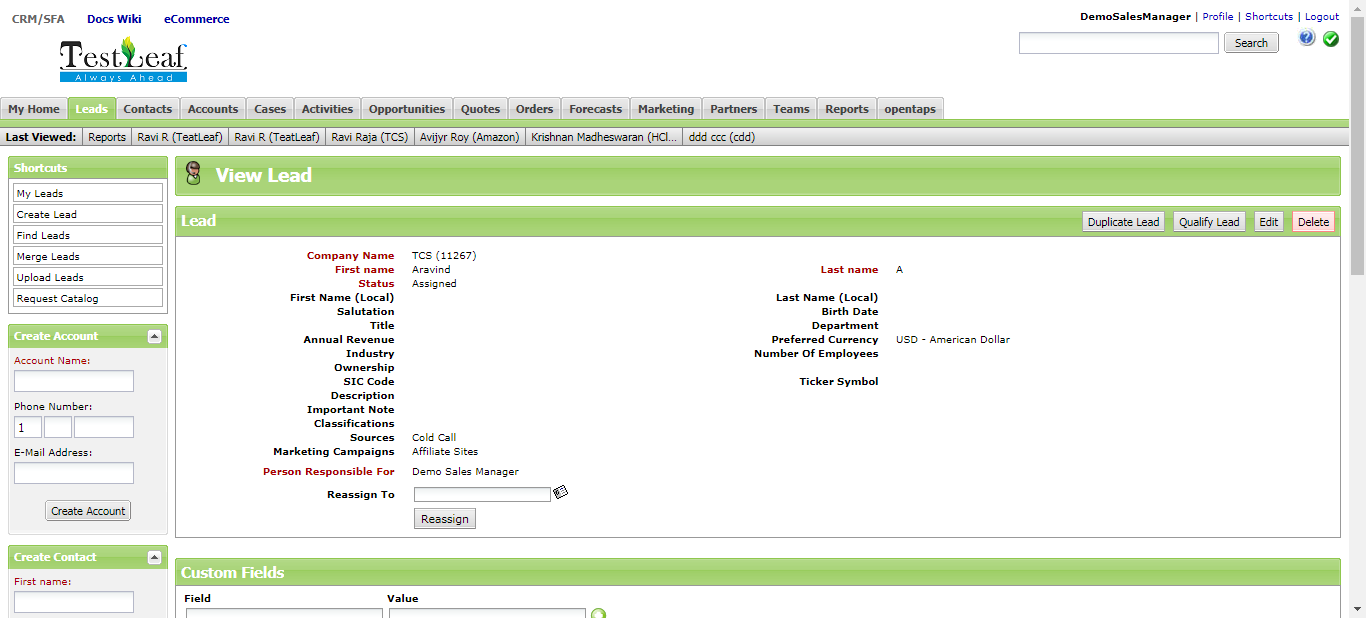 CRM/SFA Docs Wiki eCommerce
DemoSalesManager | Profile | Shortcuts | Logout
TestLeaf
Always Ahead
Search
My Home Leads Contacts Accounts Cases Activities Opportunities Quotes Orders Forecasts Marketing Partners Teams Reports opentaps
Last Viewed: Reports Ravi R (TeatLeaf) Ravi R (TeatLeaf) Ravi Raja (TCS) Avijyr Roy (Amazon) Krishnan Madheswaran (HCl... ddd ccc (cdd)
Shortcuts
My Leads
Create Lead
Find Leads
Merge Leads
Upload Leads
Request Catalog
Create Account
Account Name:
Phone Number:
1
E-Mail Address:
Create Account
Create Contact
First name:
View Lead
Lead Duplicate Lead Qualify Lead Edit Delete
Company Name TCS (11267)
First name Aravind Last name A
Status Assigned
First Name (Local) Last Name (Local)
Salutation Birth Date
Title Department
Annual Revenue Preferred Currency USD - American Dollar
Industry Number Of Employees
Ownership
SIC Code Ticker Symbol
Description
Important Note
Classifications
Sources Cold Call
Marketing Campaigns Affiliate Sites
Person Responsible For Demo Sales Manager
Reassign To
Reassign
Custom Fields
Field Value